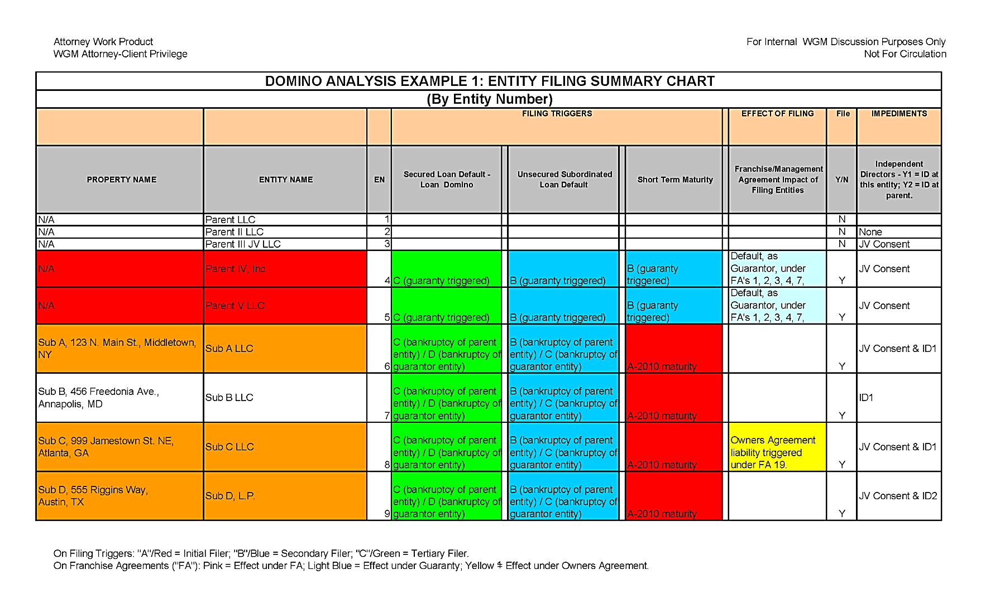 Attorney Work Product
WGM Attorney-Client Privilege
For Internal WGM Discussion Purposes Only
Not For Circulation
DOMINO ANALYSIS EXAMPLE 1: ENTITY FILING SUMMARY CHART
(By Entity Number)
FILING TRIGGERS
EFFECT OF FILING
File
IMPEDIMENTS
PROPERTY NAME
ENTITY NAME
EN
Secured Loan Default -
Loan Domino
Unsecured Subordinated
Loan Default
Short Term Maturity
Franchise/Management
Agreement Impact of
Filing Entities
Y/N
Independent
Directors - Y1 = ID at
this entity; Y2 = ID at
parent.
N/A
Parent LLC
1
N
N/A
Parent II LLC
2
N
None
N/A
Parent III JV LLC
3
N
JV Consent
N/A
Parent IV, Inc.
4
C (guaranty triggered)
B (guaranty triggered)
B (guaranty
triggered)
Default, as
Guarantor, under
FA's 1, 2, 3, 4, 7,
Y
JV Consent
N/A
Parent V LLC.
5
C (guaranty triggered)
B (guaranty triggered)
B (guaranty
triggered)
Default, as
Guarantor, under
FA's 1, 2, 3, 4, 7,
Y
JV Consent
Sub A, 123 N. Main St., Middletown,
NY
Sub A LLC
6
C (bankruptcy of parent
entity) / D (bankruptcy of
guarantor entity)
B (bankruptcy of parent
entity) / C (bankruptcy of
guarantor entity)
A-2010 maturity
Y
JV Consent & ID1
Sub B, 456 Freedonia Ave.,
Annapolis, MD
Sub B LLC
7
C (bankruptcy of parent
entity) / D (bankruptcy of
guarantor entity)
B (bankruptcy of parent
entity) / C (bankruptcy of
guarantor entity)
A-2010 maturity
Y
ID1
Sub C, 999 Jamestown St. NE,
Atlanta, GA
Sub C LLC
8
C (bankruptcy of parent
entity) / D (bankruptcy of
guarantor entity)
B (bankruptcy of parent
entity) / C (bankruptcy of
guarantor entity)
A-2010 maturity
Owners Agreement
liability triggered
under FA 19.
Y
JV Consent & ID1
Sub D, 555 Riggins Way,
Austin, TX
Sub D, L.P.
9
C (bankruptcy of parent
entity) / D (bankruptcy of
guarantor entity)
B (bankruptcy of parent
entity) / C (bankruptcy of
guarantor entity)
A-2010 maturity
Y
JV Consent & ID2
On Filing Triggers: "A"/Red = Initial Filer; "B"/Blue = Secondary Filer; "C"/Green = Tertiary Filer.
On Franchise Agreements ("FA"): Pink = Effect under FA; Light Blue = Effect under Guaranty; Yellow = Effect under Owners Agreement.